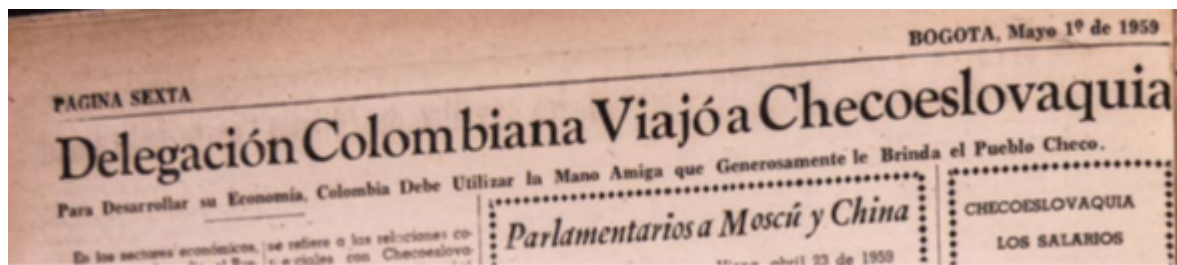 BOGOTA, Mayo 1º de 1959
PAGINA SEXTA
Delegación Colombiana Viajó a Checoeslovaquia
Para Desarrollar su Economía, Colombia Debe Utilizar la Mano Amiga que Generosamente le Brinda el Pueblo Checo.
En los sectores económicos,
se refiere a las relaciones co-
con Checoeslova-
Parlamentarios a Moscú y China
abril 23 de 1959
CHECOESLOVAQUIA
LOS SALARIOS